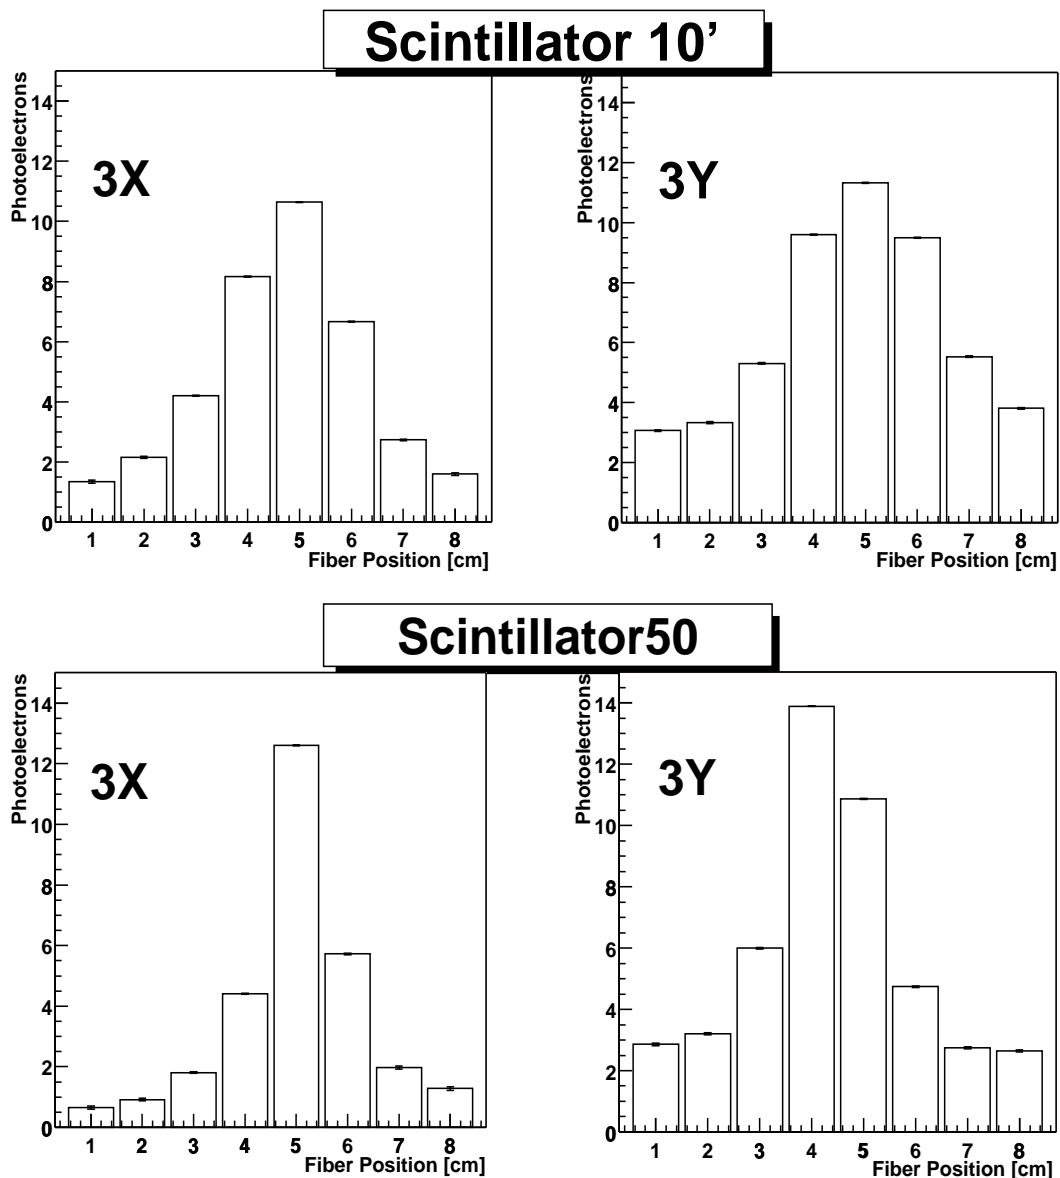 Scintillator 10’
Photoelectrons
14
12
10
8
6
4
2
0
3X
1 2 3 4 5 6 7 8
Fiber Position [cm]
Photoelectrons
14
12
10
8
6
4
2
0
3Y
1 2 3 4 5 6 7 8
Fiber Position [cm]
Scintillator50
Photoelectrons
14
12
10
8
6
4
2
0
3X
1 2 3 4 5 6 7 8
Fiber Position [cm]
Photoelectrons
14
12
10
8
6
4
2
0
3Y
1 2 3 4 5 6 7 8
Fiber Position [cm]